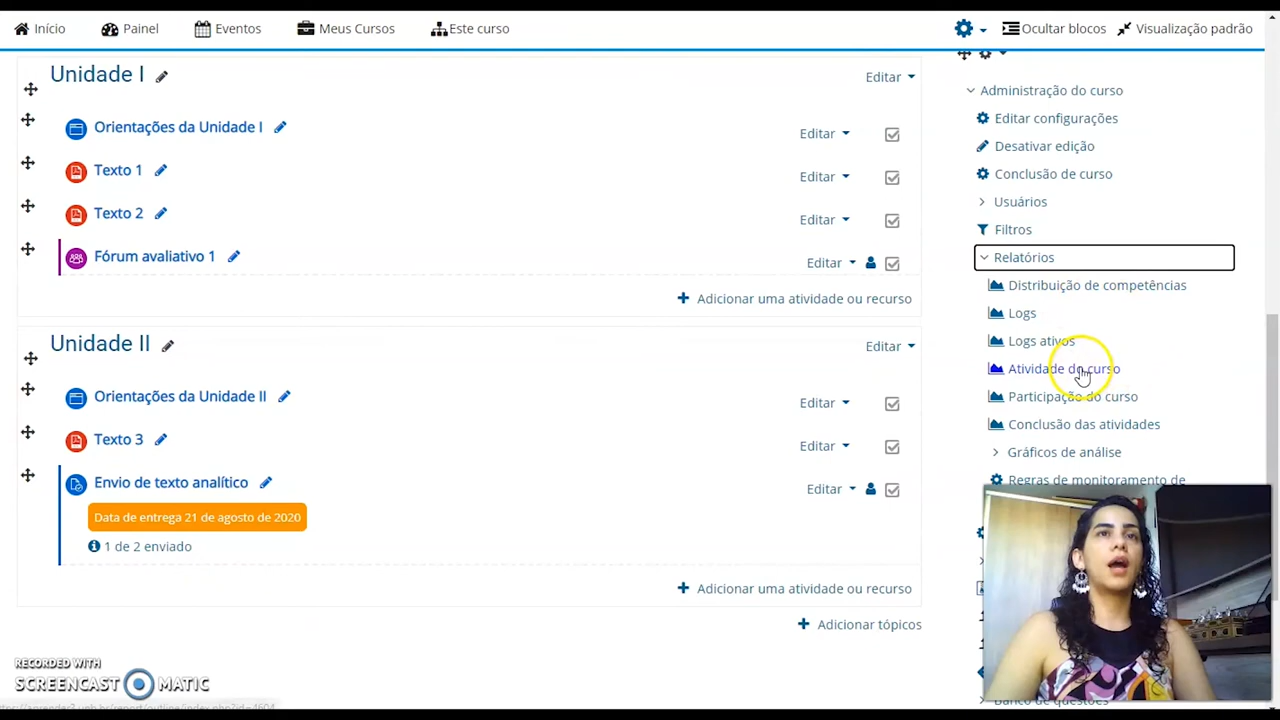 Início
Painel
Eventos
Meus Cursos
Este curso
Ocultar blocos
Visualização padrão
Unidade I
Editar
Orientações da Unidade I
Editar
Texto 1
Editar
Texto 2
Editar
Fórum avaliativo 1
Editar
Adicionar uma atividade ou recurso
Unidade II
Editar
Orientações da Unidade II
Editar
Texto 3
Editar
Envio de texto analítico
Editar
Data de entrega 21 de agosto de 2020
1 de 2 enviado
Adicionar uma atividade ou recurso
Adicionar tópicos
Administração do curso
Editar configurações
Desativar edição
Conclusão de curso
Usuários
Filtros
Relatórios
Distribuição de competências
Logs
Logs ativos
Atividade do curso
Participação do curso
Conclusão das atividades
Gráficos de análise
Regras de monitoramento de
Banco de questões
RECORDED WITH
SCREENCAST MATIC